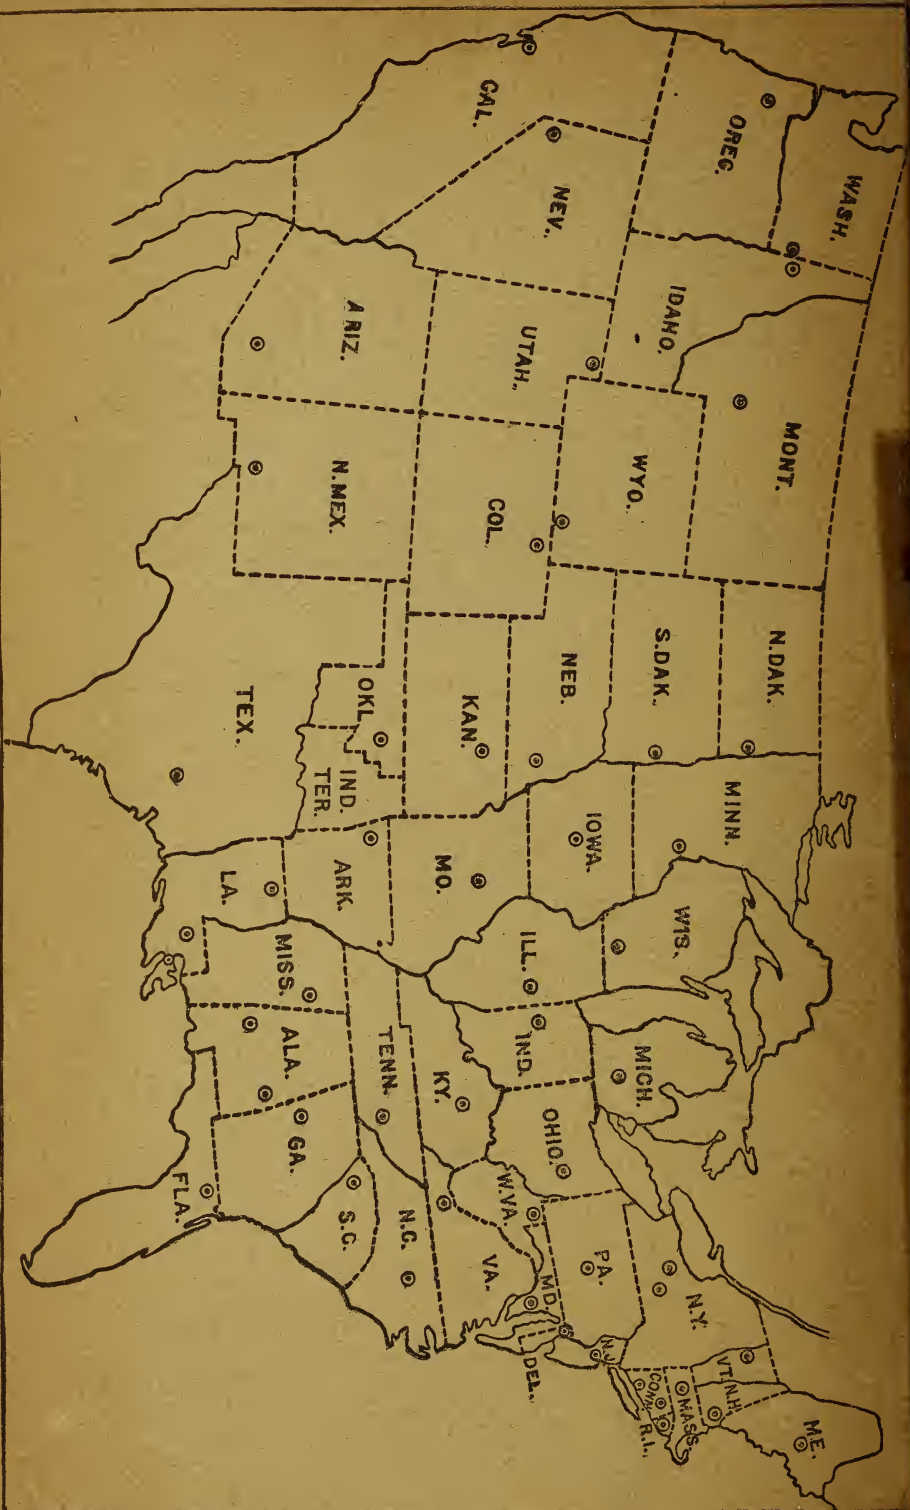 WASH.
OREG.
CAL.
NEV.
IDAHO.
MONT.
WYO.
UTAH.
ARIZ.
COL.
N.MEX.
N.DAK.
S.DAK.
NEB.
KAN.
OKL.
IND.
TER.
TEX.
MINN.
IOWA.
MO.
ARK.
LA.
WIS.
ILL.
MISS.
MICH.
IND.
OHIO.
KY.
TENN.
ALA.
GA.
FLA.
S.C.
N.C.
VA.
W.VA.
PA.
MD.
DEL.
N.J.
N.Y.
VT.
N.H.
MASS.
CONN.
R.I.
M.E.